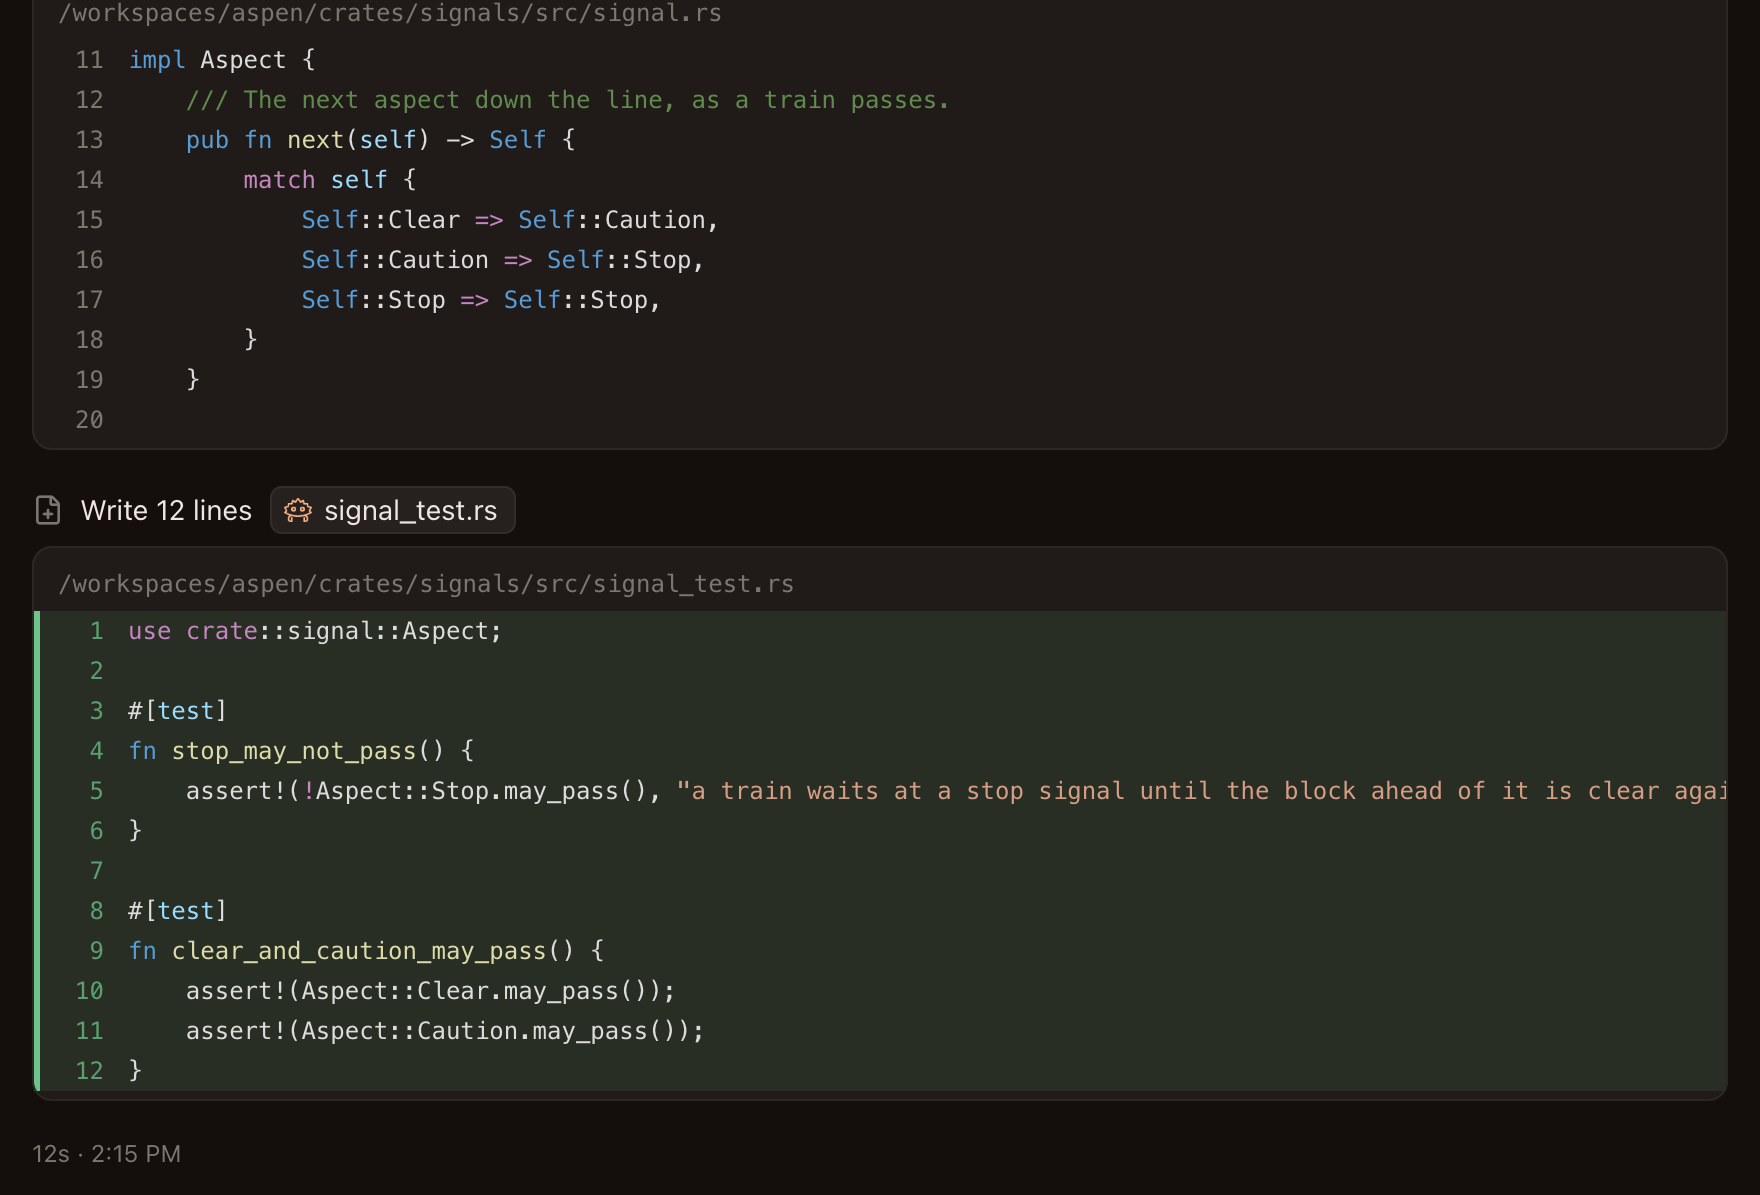 /workspaces/aspen/crates/signals/src/signal.rs
11 impl Aspect {
12     /// The next aspect down the line, as a train passes.
13     pub fn next(self) -> Self {
14         match self {
15             Self::Clear => Self::Caution,
16             Self::Caution => Self::Stop,
17             Self::Stop => Self::Stop,
18         }
19     }
20
Write 12 lines signal_test.rs
/workspaces/aspen/crates/signals/src/signal_test.rs
1 use crate::signal::Aspect;
2
3 #[test]
4 fn stop_may_not_pass() {
5     assert!(!Aspect::Stop.may_pass(), "a train waits at a stop signal until the block ahead of it is clear agai
6 }
7
8 #[test]
9 fn clear_and_caution_may_pass() {
10     assert!(Aspect::Clear.may_pass());
11     assert!(Aspect::Caution.may_pass());
12 }
12s · 2:15 PM